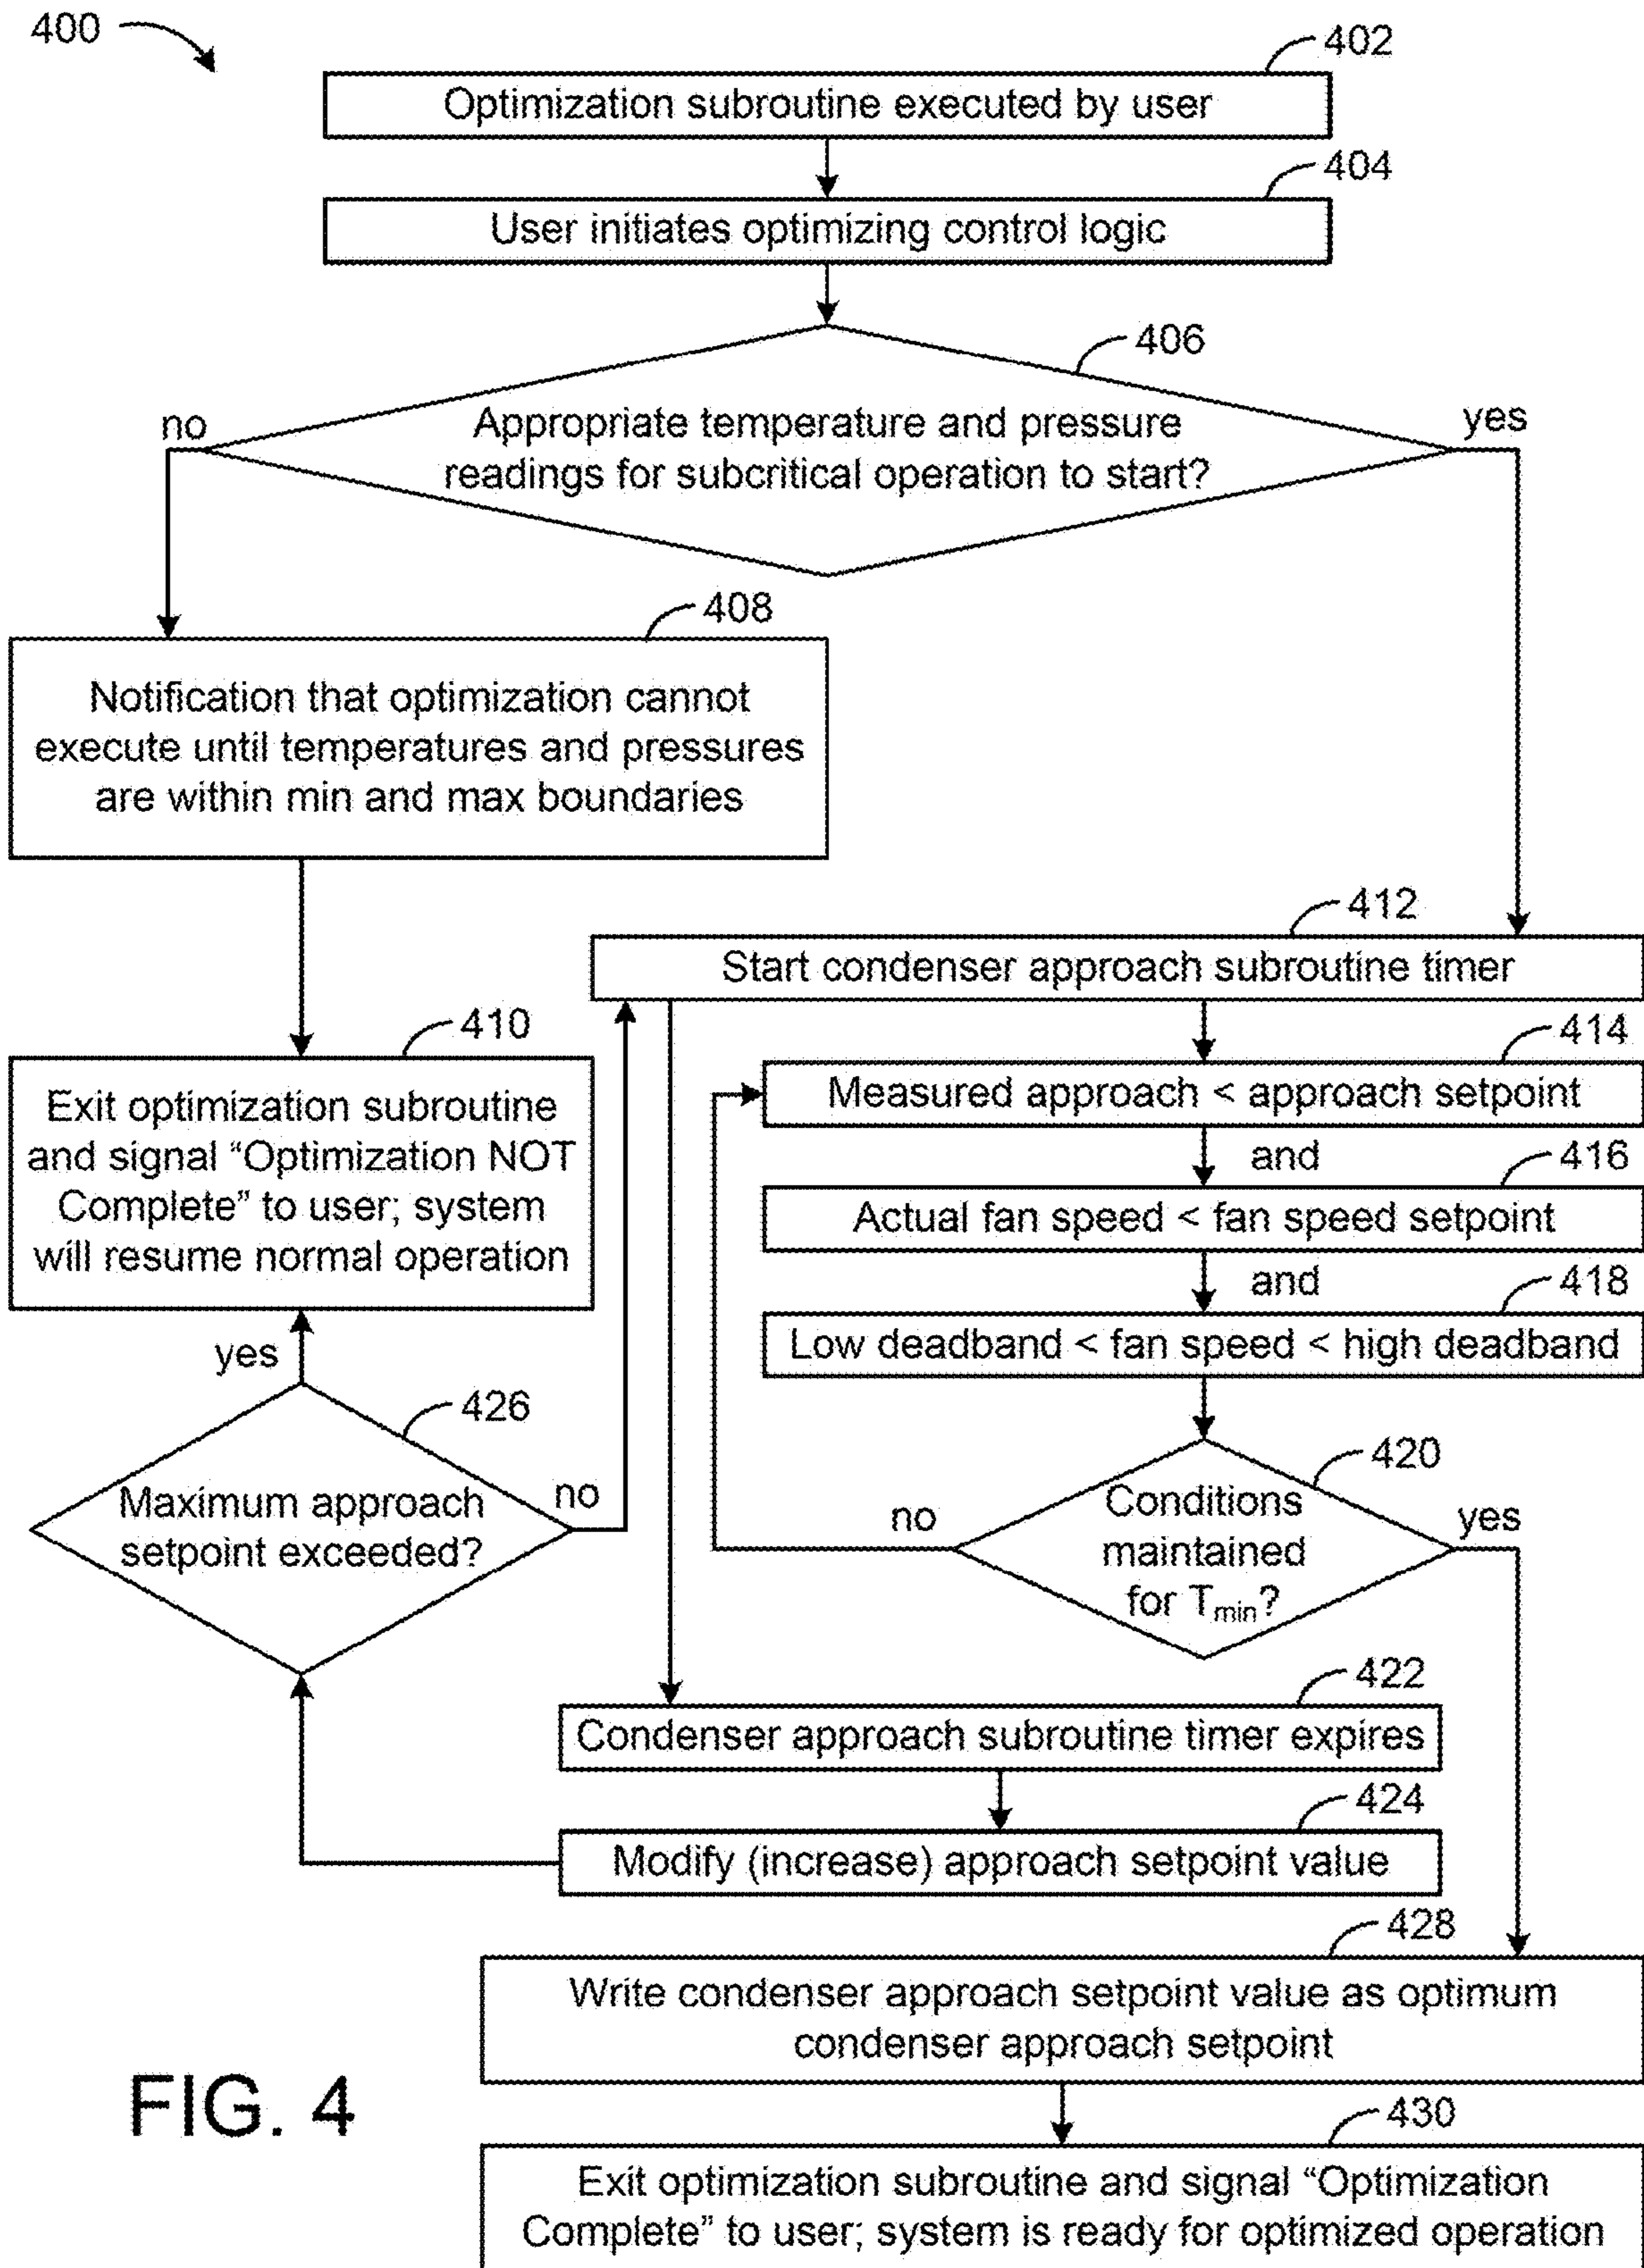 400
402
Optimization subroutine executed by user
404
User initiates optimizing control logic
406
no
yes
Appropriate temperature and pressure
readings for subcritical operation to start?
408
Notification that optimization cannot
execute until temperatures and pressures
are within min and max boundaries
412
Start condenser approach subroutine timer
410
Exit optimization subroutine
and signal “Optimization NOT
Complete” to user; system
will resume normal operation
414
Measured approach < approach setpoint
and
416
Actual fan speed < fan speed setpoint
and
418
Low deadband < fan speed < high deadband
yes
426
Maximum approach
setpoint exceeded?
no
420
no
yes
Conditions
maintained
for Tmin?
422
Condenser approach subroutine timer expires
424
Modify (increase) approach setpoint value
428
Write condenser approach setpoint value as optimum
condenser approach setpoint
430
Exit optimization subroutine and signal “Optimization
Complete” to user; system is ready for optimized operation
FIG. 4